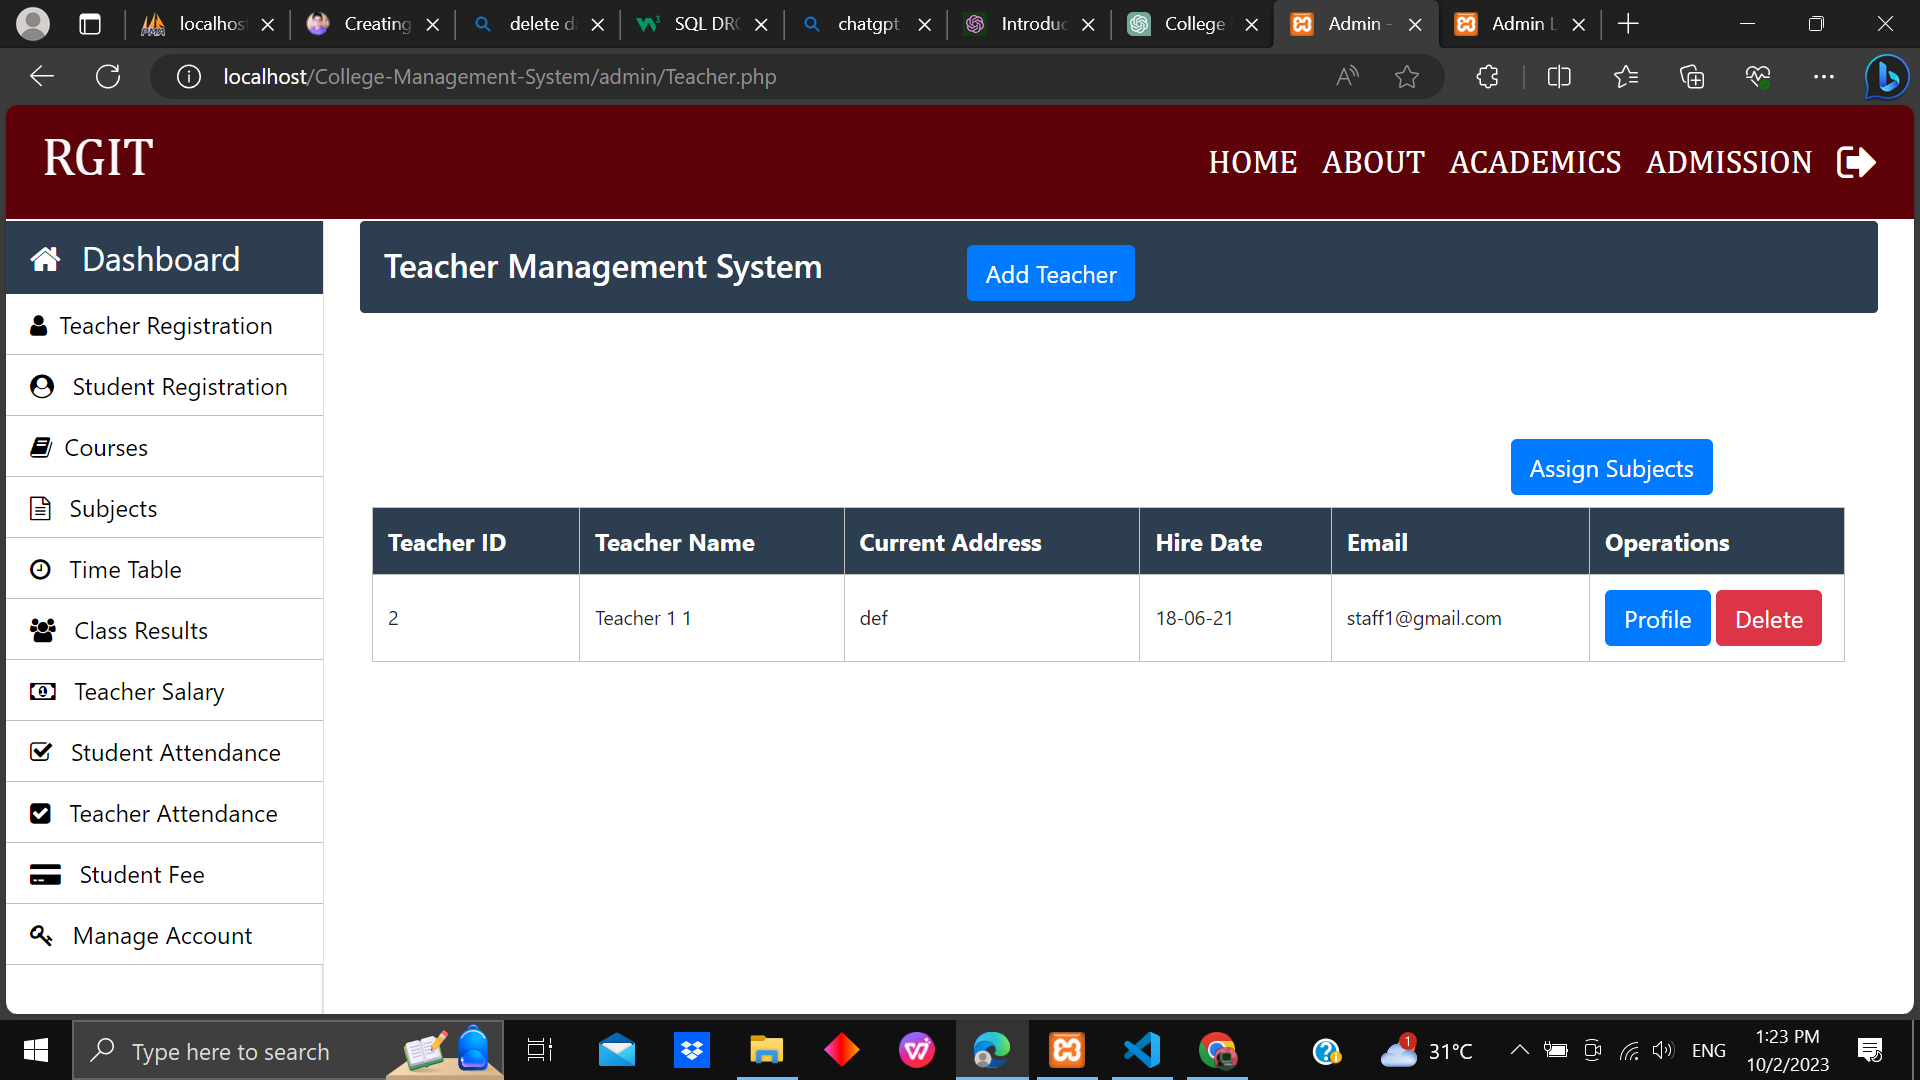 localhos
Creating
delete d
SQL DRO
chatgpt
Introduc
College
Admin -
Admin L
localhost/College-Management-System/admin/Teacher.php
RGIT
HOME ABOUT ACADEMICS ADMISSION
Dashboard
Teacher Management System
Add Teacher
Teacher Registration
Student Registration
Courses
Subjects
Time Table
Class Results
Teacher Salary
Student Attendance
Teacher Attendance
Student Fee
Manage Account
Assign Subjects
Teacher ID Teacher Name Current Address Hire Date Email Operations
2 Teacher 1 1 def 18-06-21 staff1@gmail.com Profile Delete
Type here to search
1
31°C
ENG
1:23 PM
10/2/2023